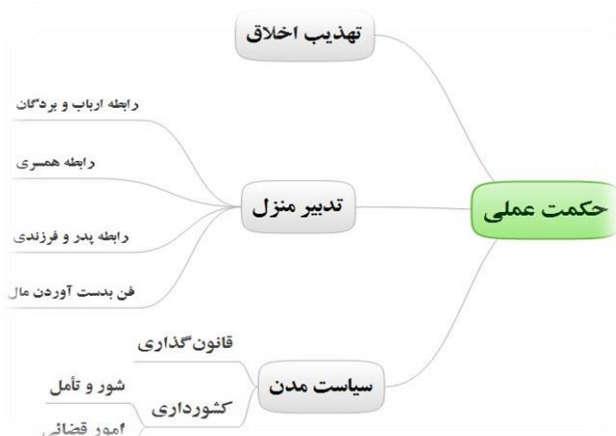 حکمت عملی
تهذیب اخلاق
تدبیر منزل
رابطه ارباب و بردگان
رابطه همسری
رابطه پدر و فرزندی
فن بدست آوردن مال
سیاست مدن
قانون‌گذاری
کشورداری
شور و تأمل
امور قضائی